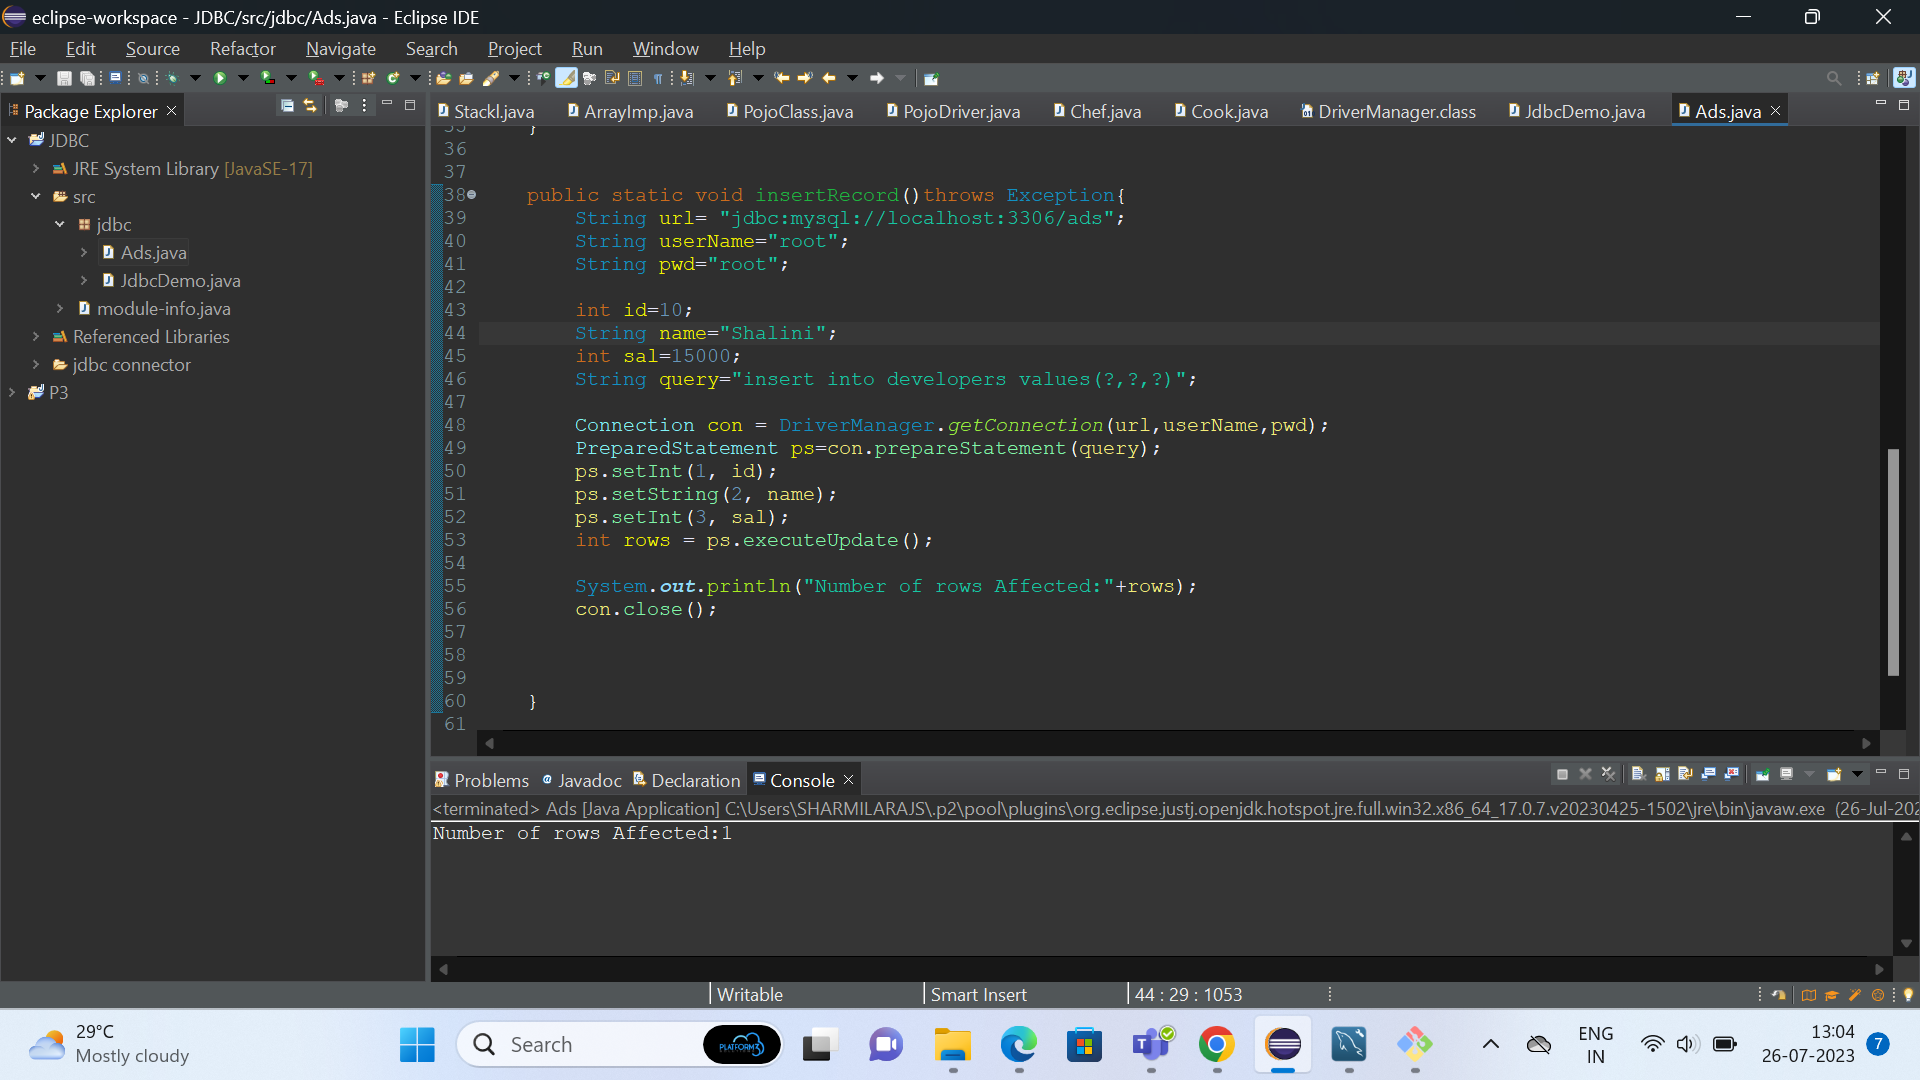 eclipse-workspace - JDBC/src/jdbc/Ads.java - Eclipse IDE
File Edit Source Refactor Navigate Search Project Run Window Help
Package Explorer
JDBC
JRE System Library [JavaSE-17]
src
jdbc
Ads.java
JdbcDemo.java
module-info.java
Referenced Libraries
jdbc connector
P3
Stackl.java ArrayImp.java PojoClass.java PojoDriver.java Chef.java Cook.java DriverManager.class JdbcDemo.java Ads.java
35 }
36
37
38 public static void insertRecord()throws Exception{
39 String url= "jdbc:mysql://localhost:3306/ads";
40 String userName="root";
41 String pwd="root";
42
43 int id=10;
44 String name="Shalini";
45 int sal=15000;
46 String query="insert into developers values(?,?,?)";
47
48 Connection con = DriverManager.getConnection(url,userName,pwd);
49 PreparedStatement ps=con.prepareStatement(query);
50 ps.setInt(1, id);
51 ps.setString(2, name);
52 ps.setInt(3, sal);
53 int rows = ps.executeUpdate();
54
55 System.out.println("Number of rows Affected:"+rows);
56 con.close();
57
58
59
60 }
61
Problems Javadoc Declaration Console
<terminated> Ads [Java Application] C:\Users\SHARMILARAJS\.p2\pool\plugins\org.eclipse.justj.openjdk.hotspot.jre.full.win32.x86_64_17.0.7.v20230425-1502\jre\bin\javaw.exe (26-Jul-202
Number of rows Affected:1
Writable Smart Insert 44 : 29 : 1053
29°C
Mostly cloudy
Search
PLATFORM3
ENG
IN
13:04
26-07-2023
7